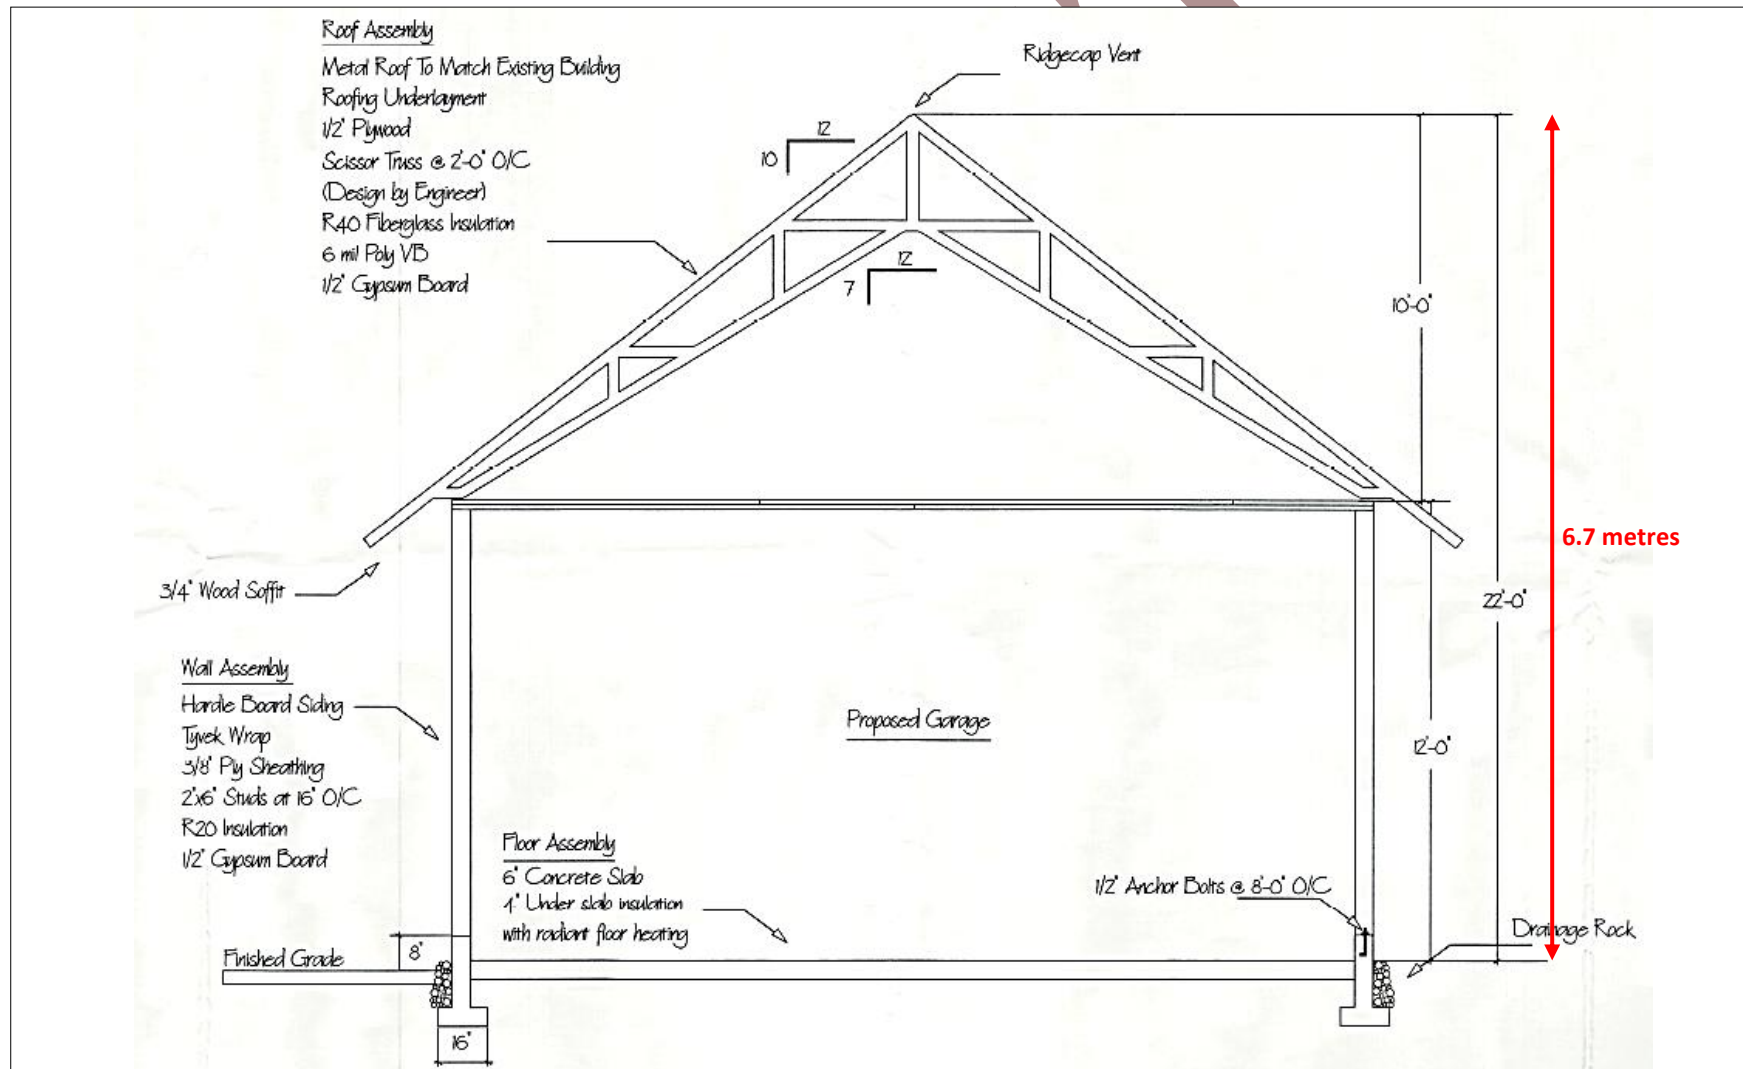 Roof Assembly
Metal Roof To Match Existing Building
Roofing Underlayment
1/2" Plywood
Scissor Truss @ 2'-0" O/C
(Design by Engineer)
R40 Fiberglass Insulation
6 mil Poly VB
1/2" Gypsum Board
Ridgecap Vent
12
10
12
7
10'-0"
6.7 metres
22'-0"
12'-0"
3/4" Wood Soffit
Wall Assembly
Hardie Board Siding
Tyvek Wrap
3/8" Ply Sheathing
2"x6" Studs at 16" O/C
R20 Insulation
1/2" Gypsum Board
Proposed Garage
Floor Assembly
6" Concrete Slab
4" Under slab insulation
with radiant floor heating
1/2" Anchor Bolts @ 8'-0" O/C
Drainage Rock
Finished Grade
8"
16"